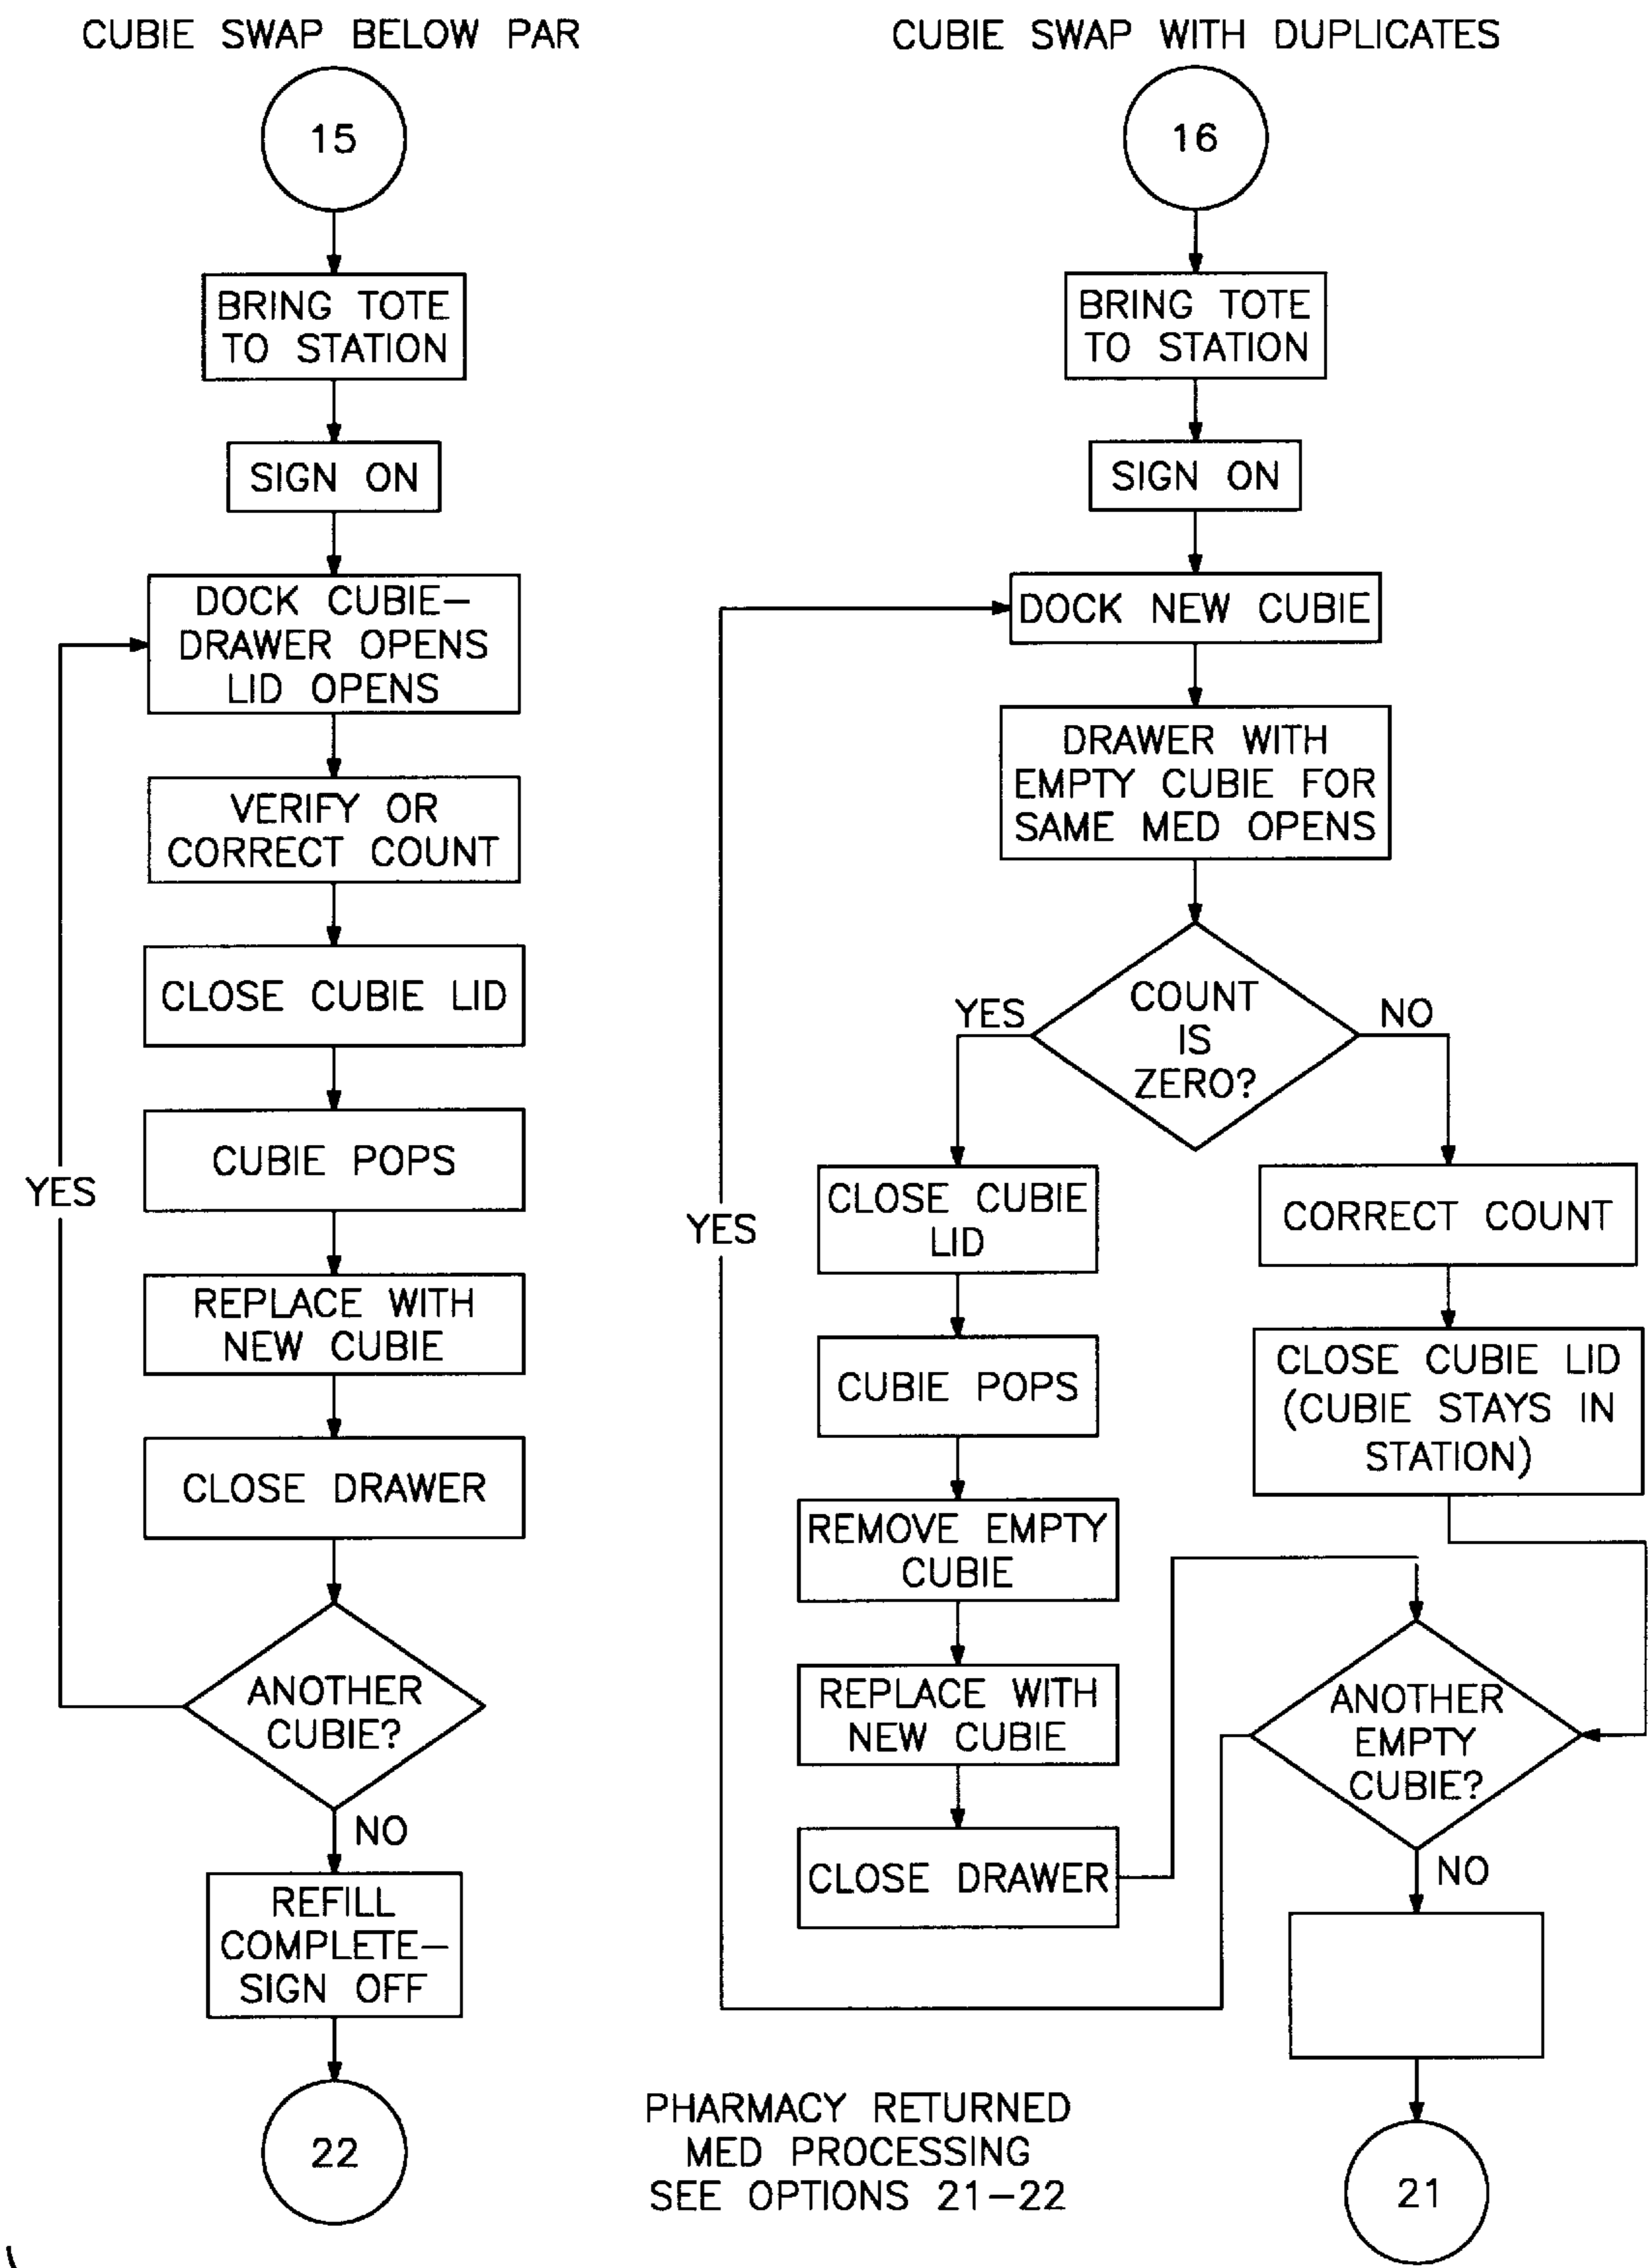 CUBIE SWAP BELOW PAR
15
BRING TOTE
TO STATION
SIGN ON
DOCK CUBIE-
DRAWER OPENS
LID OPENS
VERIFY OR
CORRECT COUNT
CLOSE CUBIE LID
CUBIE POPS
YES
REPLACE WITH
NEW CUBIE
CLOSE DRAWER
ANOTHER
CUBIE?
NO
REFILL
COMPLETE-
SIGN OFF
22
CUBIE SWAP WITH DUPLICATES
16
BRING TOTE
TO STATION
SIGN ON
DOCK NEW CUBIE
DRAWER WITH
EMPTY CUBIE FOR
SAME MED OPENS
COUNT
IS
ZERO?
YES
NO
CLOSE CUBIE
LID
CUBIE POPS
REMOVE EMPTY
CUBIE
REPLACE WITH
NEW CUBIE
CLOSE DRAWER
CORRECT COUNT
CLOSE CUBIE LID
(CUBIE STAYS IN
STATION)
ANOTHER
EMPTY
CUBIE?
YES
NO
21
PHARMACY RETURNED
MED PROCESSING
SEE OPTIONS 21-22